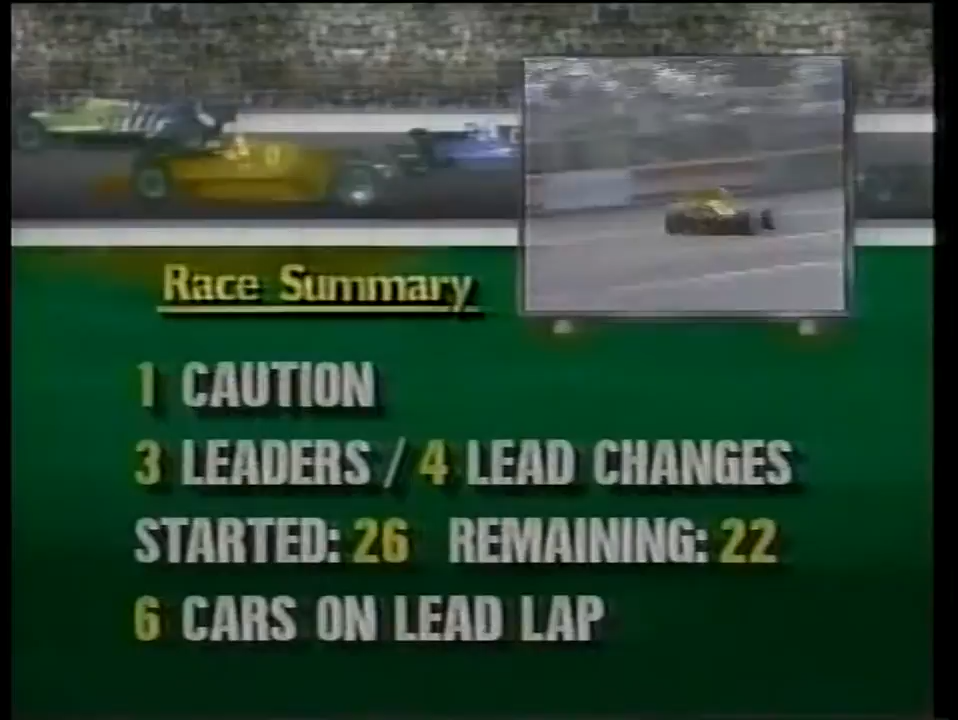 Race Summary
1 CAUTION
3 LEADERS / 4 LEAD CHANGES
STARTED: 26 REMAINING: 22
6 CARS ON LEAD LAP